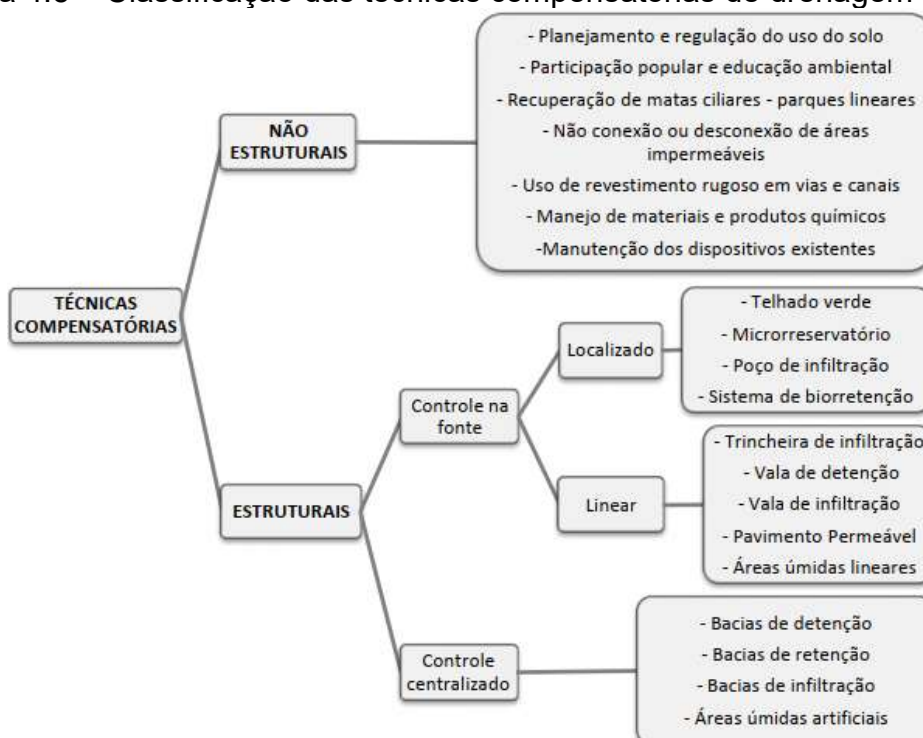 Classificação das técnicas compensatórias de drenagem
- Planejamento e regulação do uso do solo
- Participação popular e educação ambiental
- Recuperação de matas ciliares - parques lineares
- Não conexão ou desconexão de áreas
impermeáveis
- Uso de revestimento rugoso em vias e canais
- Manejo de materiais e produtos químicos
-Manutenção dos dispositivos existentes
NÃO
ESTRUTURAIS
TÉCNICAS
COMPENSATÓRIAS
ESTRUTURAIS
Controle na
fonte
Localizado
- Telhado verde
- Microrreservatório
- Poço de infiltração
- Sistema de biorretenção
Linear
- Trincheira de infiltração
- Vala de detenção
- Vala de infiltração
- Pavimento Permeável
- Áreas úmidas lineares
Controle
centralizado
- Bacias de detenção
- Bacias de retenção
- Bacias de infiltração
- Áreas úmidas artificiais